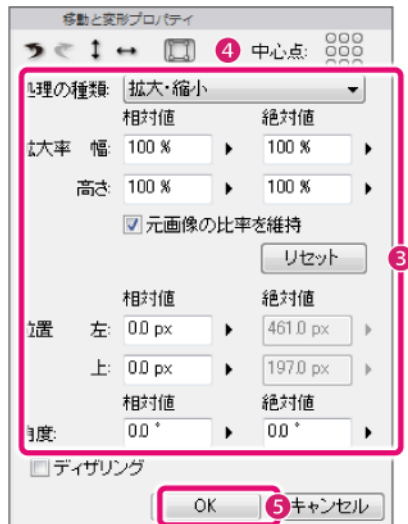 移動と変形プロパティ
4 中心点:
処理の種類: 拡大・縮小
相対値 絶対値
拡大率 幅: 100 % 100 %
高さ: 100 % 100 %
元画像の比率を維持
リセット 3
相対値 絶対値
位置 左: 0.0 px 461.0 px
上: 0.0 px 197.0 px
相対値 絶対値
角度: 0.0 ° 0.0 °
ディザリング
OK 5 キャンセル